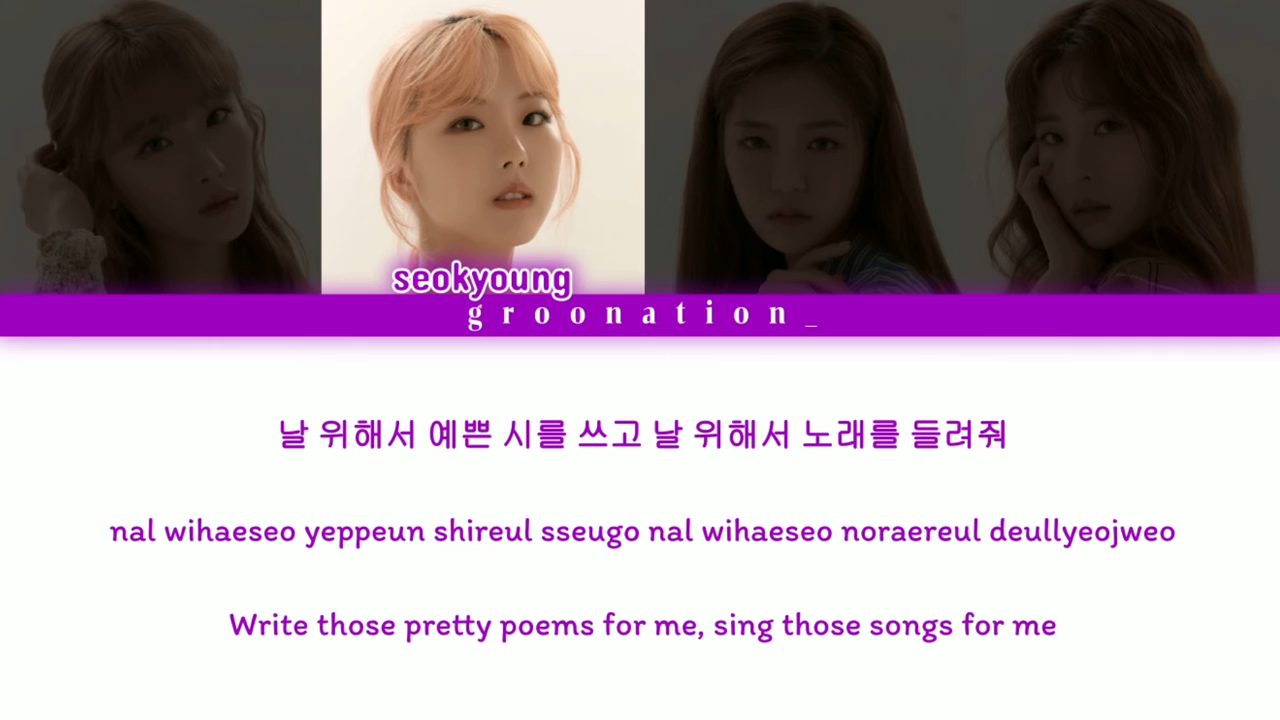 seokyoung
groonation_
날 위해서 예쁜 시를 쓰고 날 위해서 노래를 들려줘
nal wihaeseo yeppeun shireul sseugo nal wihaeseo noraereul deullyeojweo
Write those pretty poems for me, sing those songs for me